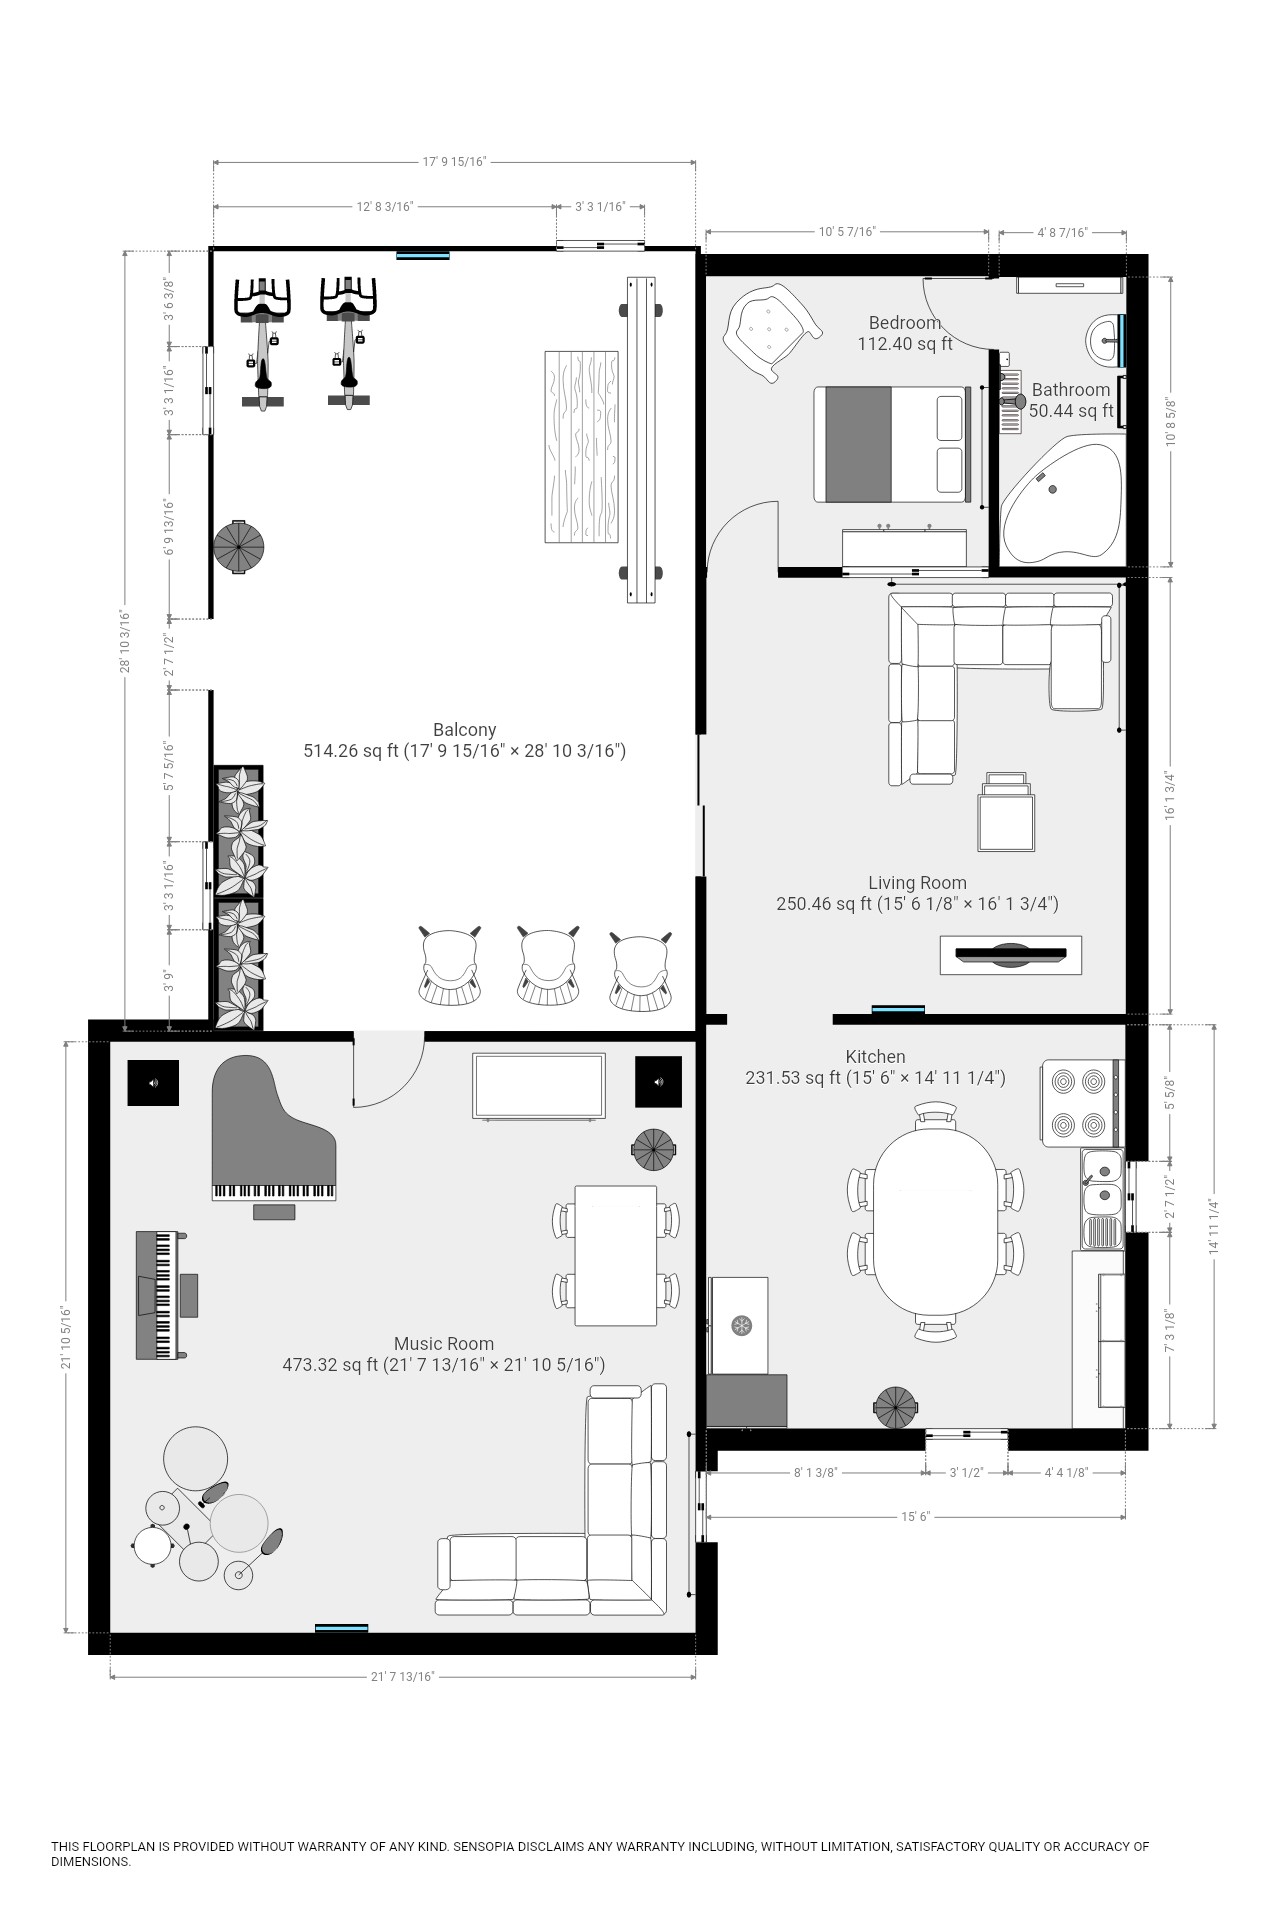 17' 9 15/16"
12' 8 3/16"
3' 3 1/16"
10' 5 7/16"
4' 8 7/16"
3' 6 3/8"
3' 3 1/16"
6' 9 13/16"
2' 7 1/2"
5' 7 5/16"
3' 3 1/16"
3' 9"
28' 10 3/16"
Bedroom
112.40 sq ft
Bathroom
50.44 sq ft
10' 8 5/8"
Balcony
514.26 sq ft (17' 9 15/16" × 28' 10 3/16")
16' 1 3/4"
Living Room
250.46 sq ft (15' 6 1/8" × 16' 1 3/4")
Kitchen
231.53 sq ft (15' 6" × 14' 11 1/4")
5' 5/8"
2' 7 1/2"
7' 3 1/8"
14' 11 1/4"
21' 10 5/16"
Music Room
473.32 sq ft (21' 7 13/16" × 21' 10 5/16")
8' 1 3/8"
3' 1/2"
4' 4 1/8"
15' 6"
21' 7 13/16"
THIS FLOORPLAN IS PROVIDED WITHOUT WARRANTY OF ANY KIND. SENSOPIA DISCLAIMS ANY WARRANTY INCLUDING, WITHOUT LIMITATION, SATISFACTORY QUALITY OR ACCURACY OF
DIMENSIONS.